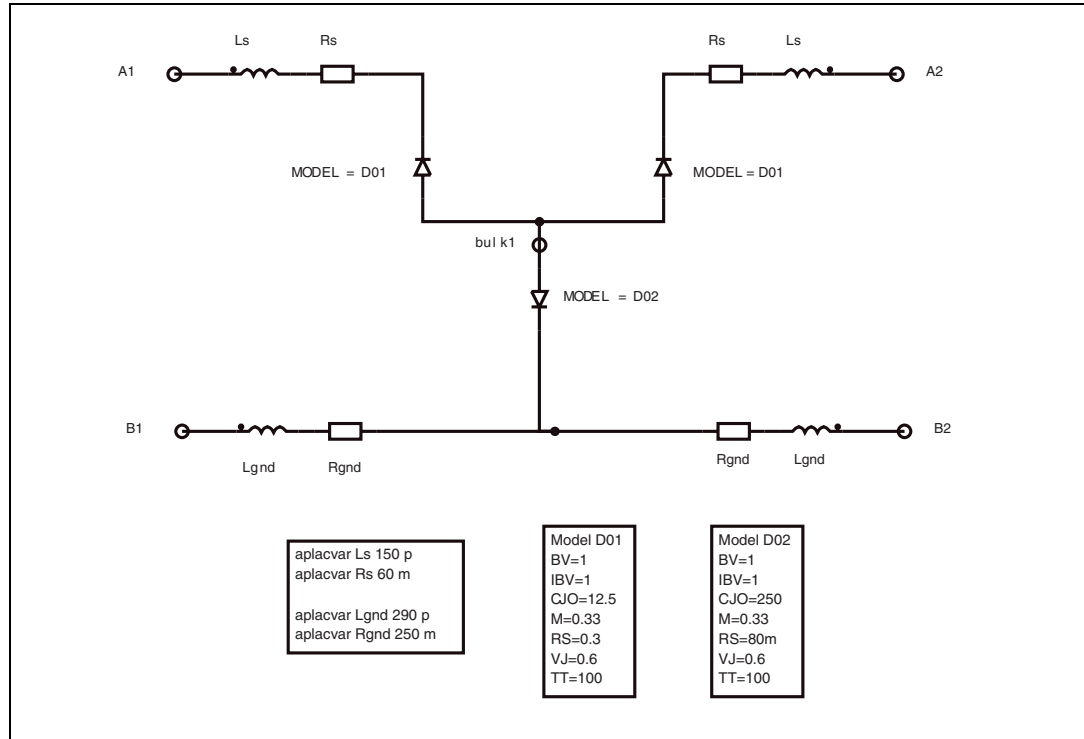 Ls Rs Rs Ls
A1 A2
MODEL = D01 MODEL = D01
bulk1
MODEL = D02
B1 B2
Lgnd Rgnd Rgnd Lgnd
aplacvar Ls 150 p
aplacvar Rs 60 m
aplacvar Lgnd 290 p
aplacvar Rgnd 250 m
Model D01
BV=1
IBV=1
CJO=12.5
M=0.33
RS=0.3
VJ=0.6
TT=100
Model D02
BV=1
IBV=1
CJO=250
M=0.33
RS=80m
VJ=0.6
TT=100